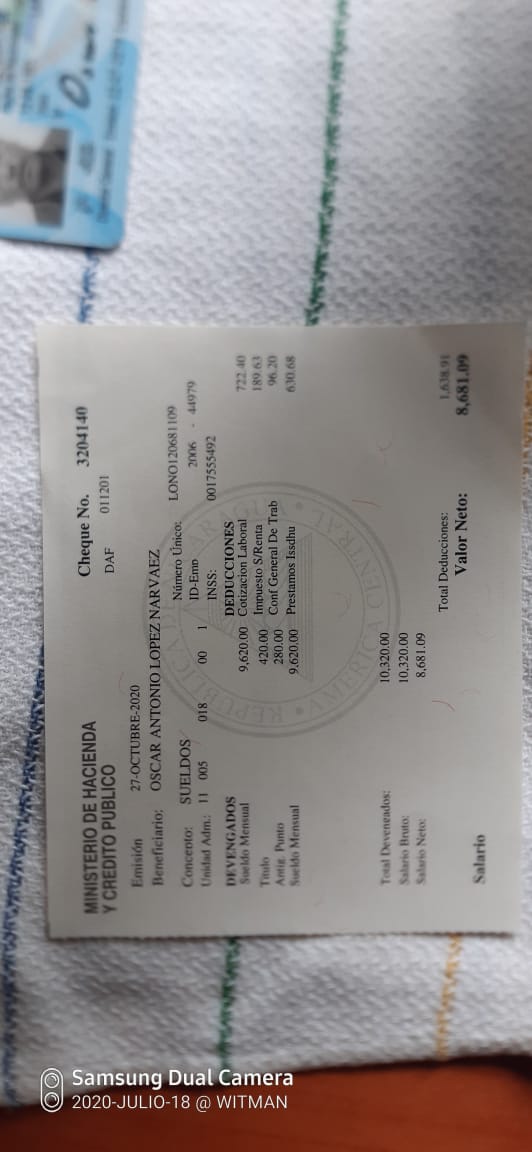 MINISTERIO DE HACIENDA
Y CREDITO PUBLICO
Cheque No. 3204140
DAF 011201
Emisión 27-OCTUBRE-2020
Beneficiario: OSCAR ANTONIO LOPEZ NARVAEZ
Concento: SUELDOS Número Único: LONO120681109
Unidad Adm.: 11 005 018 00 1 ID-Emp 2006 - 44979
INSS: 0017555492
DEVENGADOS DEDUCCIONES
Sueldo Mensual 9,620.00 Cotizacion Laboral 722.40
Titulo 420.00 Impuesto S/Renta 189.63
Antig. Punto 280.00 Conf General De Trab 96.20
Sueldo Mensual 9,620.00 Prestamos Issdhu 630.68
Total Devengados: 10,320.00
Salario Bruto: 10,320.00
Salario Neto: 8,681.09
Total Deducciones: 1,638.91
Salario Valor Neto: 8,681.09
REPUBLICA DE NICARAGUA
AMERICA CENTRAL
Samsung Dual Camera
2020-JULIO-18 @ WITMAN